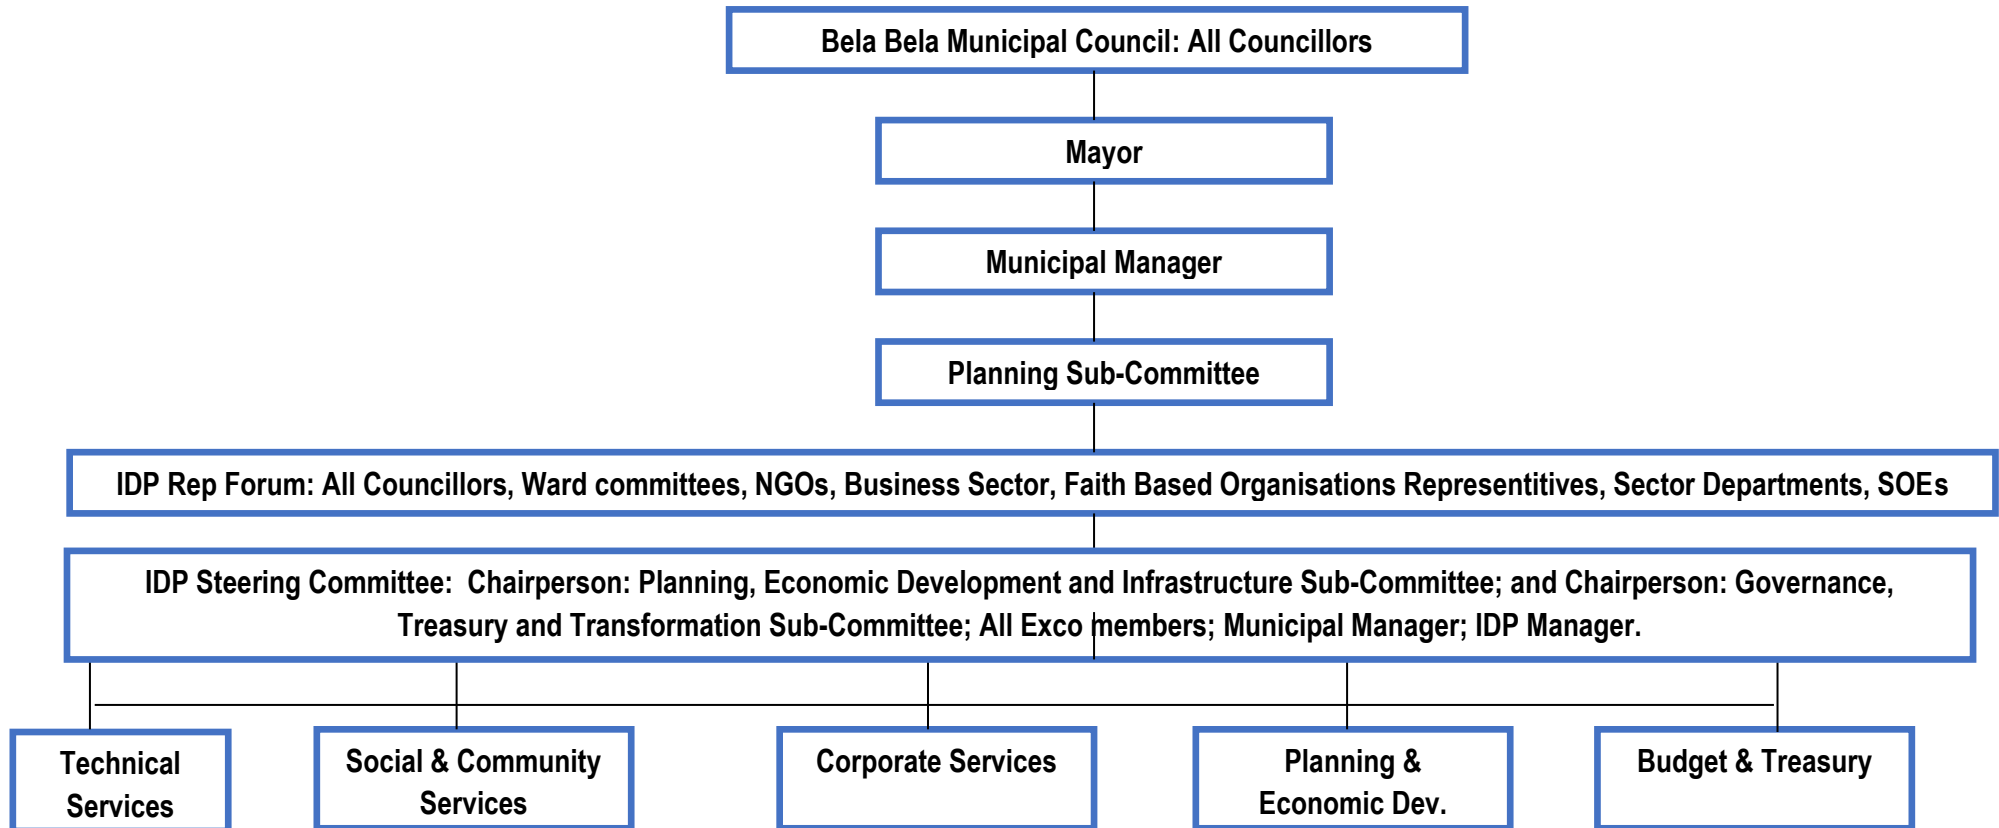 Bela Bela Municipal Council: All Councillors
Mayor
Municipal Manager
Planning Sub-Committee
IDP Rep Forum: All Councillors, Ward committees, NGOs, Business Sector, Faith Based Organisations Representitives, Sector Departments, SOEs
IDP Steering Committee: Chairperson: Planning, Economic Development and Infrastructure Sub-Committee; and Chairperson: Governance,
Treasury and Transformation Sub-Committee; All Exco members; Municipal Manager; IDP Manager.
Technical
Services
Social & Community
Services
Corporate Services
Planning &
Economic Dev.
Budget & Treasury